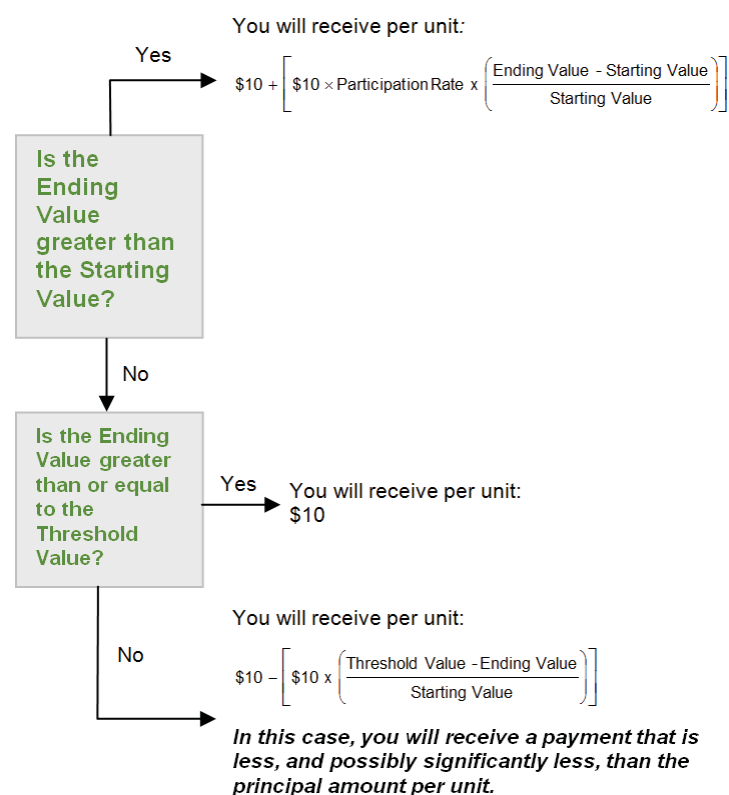 You will receive per unit:
Yes
$10 + [ $10 × Participation Rate x ( Ending Value - Starting Value
Starting Value ) ]
Is the
Ending
Value
greater than
the Starting
Value?
No
Is the Ending
Value greater
than or equal
to the
Threshold
Value?
Yes
You will receive per unit:
$10
No
You will receive per unit:
$10 – [ $10 x ( Threshold Value - Ending Value
Starting Value ) ]
In this case, you will receive a payment that is
less, and possibly significantly less, than the
principal amount per unit.